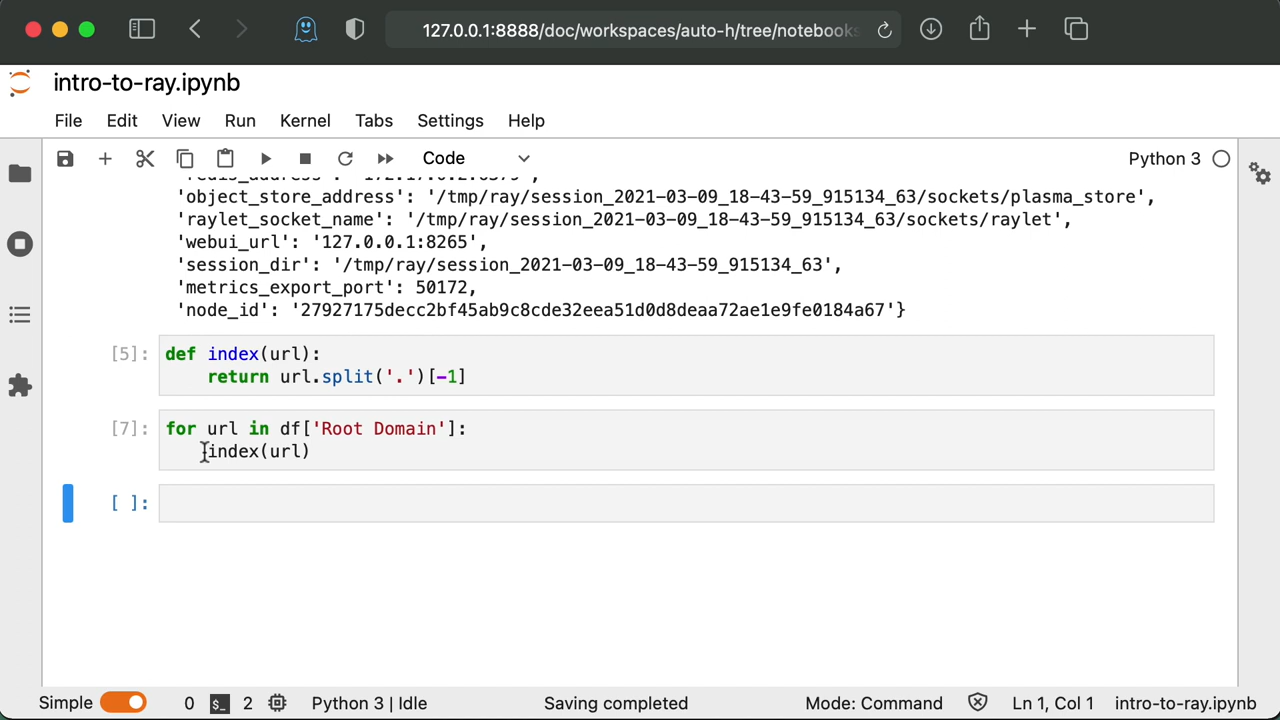 127.0.0.1:8888/doc/workspaces/auto-h/tree/notebooks
intro-to-ray.ipynb
File Edit View Run Kernel Tabs Settings Help
Code
Python 3
'object_store_address': '/tmp/ray/session_2021-03-09_18-43-59_915134_63/sockets/plasma_store',
'raylet_socket_name': '/tmp/ray/session_2021-03-09_18-43-59_915134_63/sockets/raylet',
'webui_url': '127.0.0.1:8265',
'session_dir': '/tmp/ray/session_2021-03-09_18-43-59_915134_63',
'metrics_export_port': 50172,
'node_id': '27927175decc2bf45ab9c8cde32eea51d0d8deaa72ae1e9fe0184a67'}
[5]: def index(url):
return url.split('.')[-1]
[7]: for url in df['Root Domain']:
index(url)
[ ]:
Simple 0 $_ 2 Python 3 | Idle Saving completed Mode: Command Ln 1, Col 1 intro-to-ray.ipynb